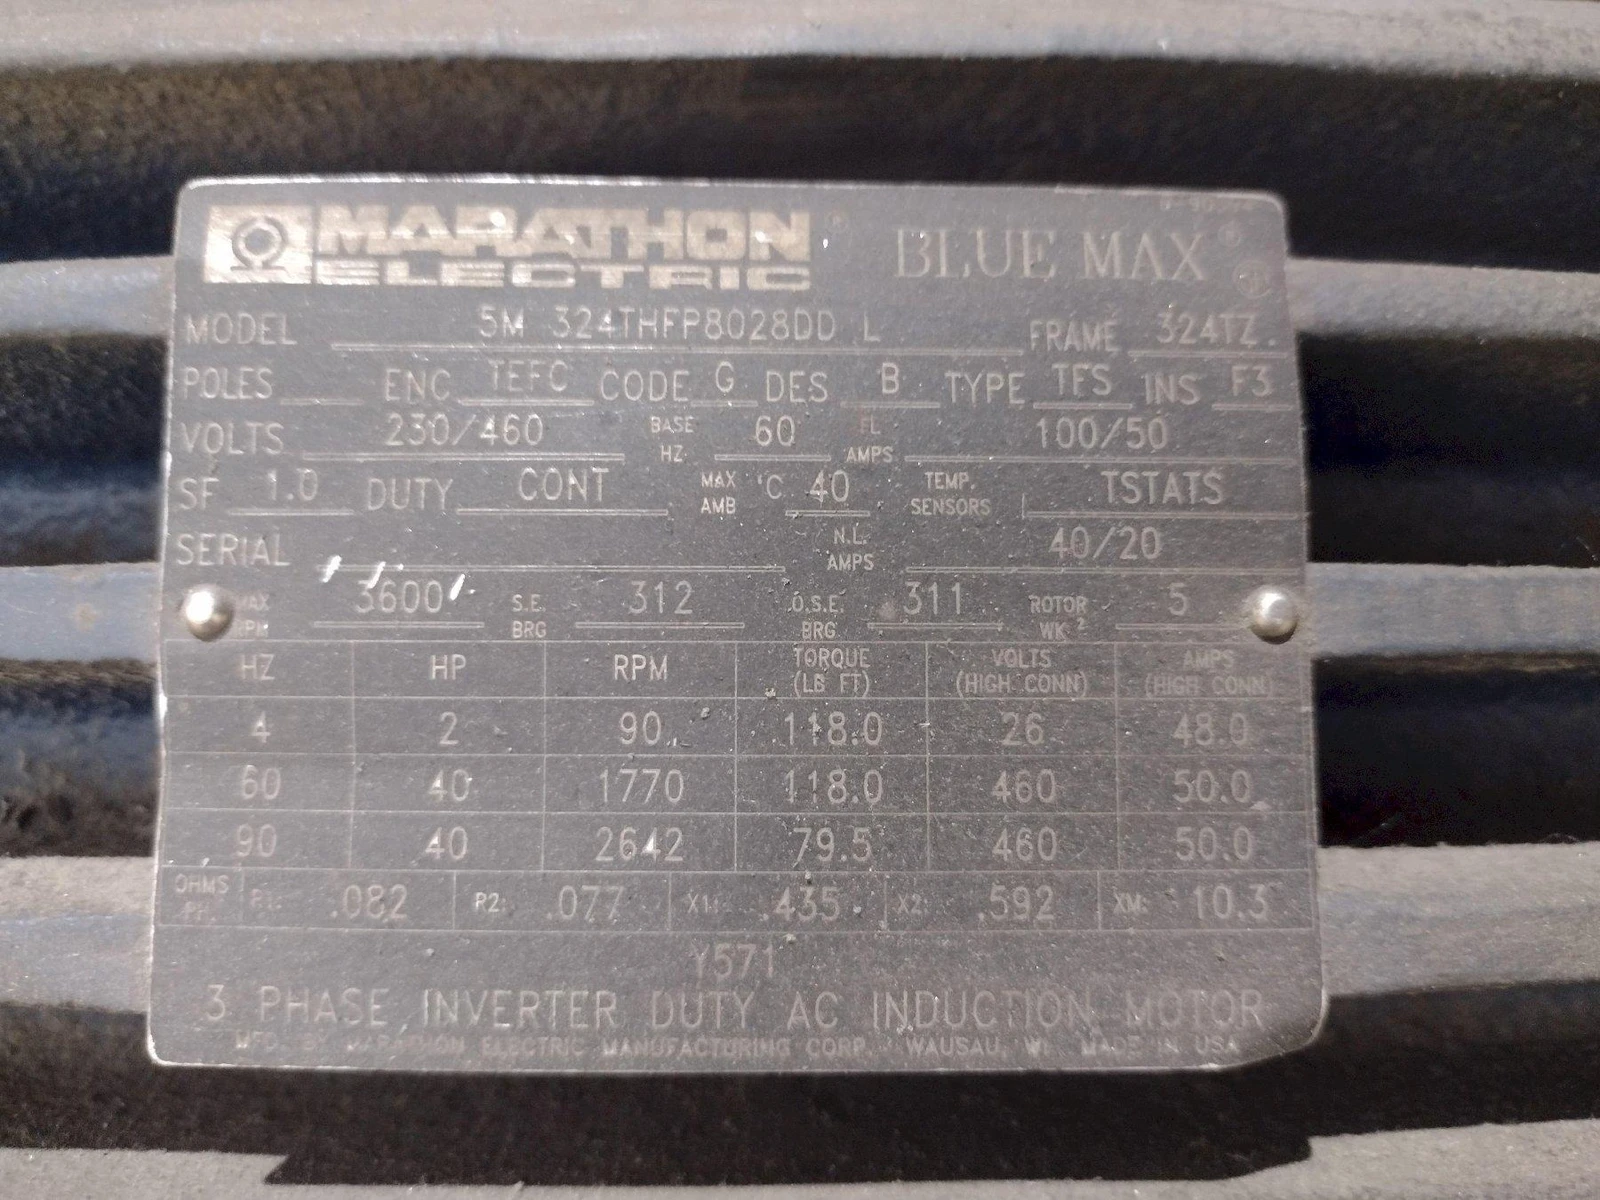 MARATHON ® BLUE MAX ®
ELECTRIC
MODEL 5M 324THFP8028DD L FRAME 324TZ
POLES ENC TEFC CODE G DES B TYPE TFS INS F3
VOLTS 230/460 BASE HZ 60 FL AMPS 100/50
SF 1.0 DUTY CONT MAX AMB °C 40 TEMP. SENSORS TSTATS
SERIAL N.L. AMPS 40/20
MAX RPM 3600 S.E. BRG 312 O.S.E. BRG 311 ROTOR WK² 5
HZ HP RPM TORQUE (LB FT) VOLTS (HIGH CONN) AMPS (HIGH CONN)
4 2 90 118.0 26 48.0
60 40 1770 118.0 460 50.0
90 40 2642 79.5 460 50.0
OHMS PH. R1: .082 R2: .077 X1: .435 X2: .592 XM: 10.3
Y571
3 PHASE INVERTER DUTY AC INDUCTION MOTOR
MFD. BY MARATHON ELECTRIC MANUFACTURING CORP. WAUSAU, WI. MADE IN USA